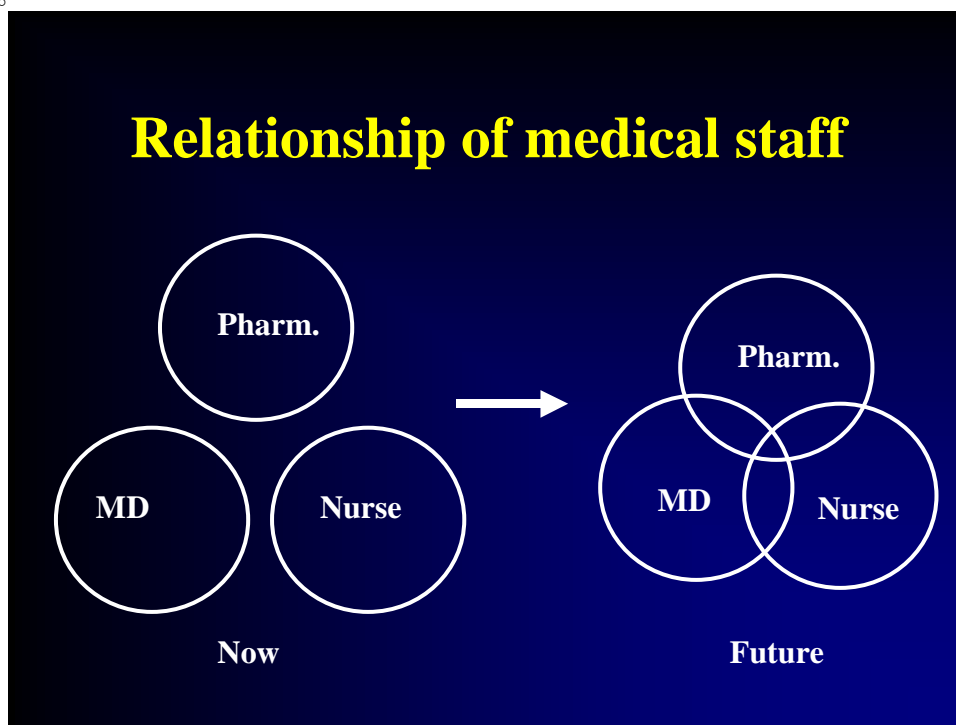 Relationship of medical staff
Pharm.
MD
Nurse
Now
Pharm.
MD
Nurse
Future